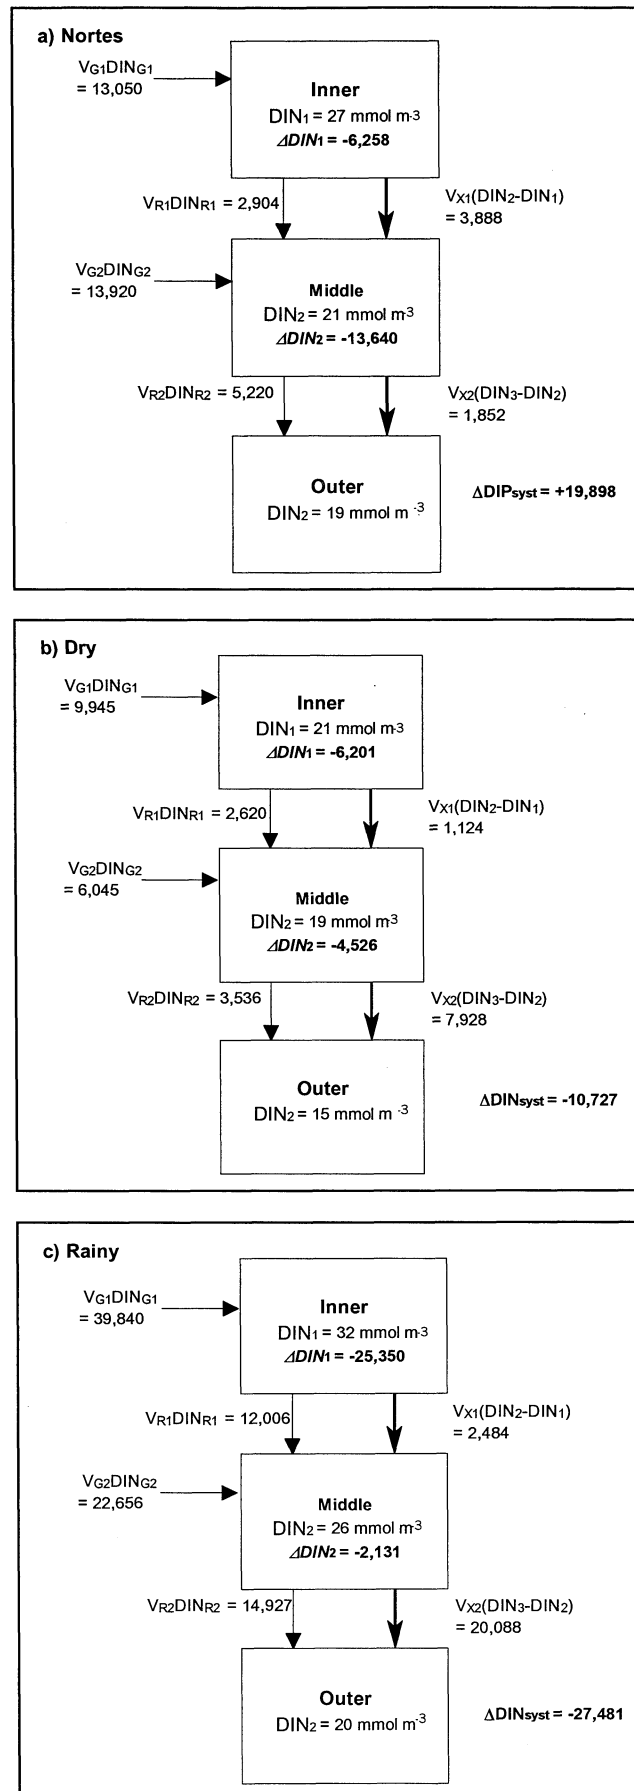 a) Nortes
VG1DING1
= 13,050
Inner
DIN1 = 27 mmol m-3
ΔDIN1 = -6,258
VR1DINR1 = 2,904
VX1(DIN2-DIN1)
= 3,888
VG2DING2
= 13,920
Middle
DIN2 = 21 mmol m-3
ΔDIN2 = -13,640
VR2DINR2 = 5,220
VX2(DIN3-DIN2)
= 1,852
Outer
DIN2 = 19 mmol m-3
ΔDIPsyst = +19,898
b) Dry
VG1DING1
= 9,945
Inner
DIN1 = 21 mmol m-3
ΔDIN1 = -6,201
VR1DINR1 = 2,620
VX1(DIN2-DIN1)
= 1,124
VG2DING2
= 6,045
Middle
DIN2 = 19 mmol m-3
ΔDIN2 = -4,526
VR2DINR2 = 3,536
VX2(DIN3-DIN2)
= 7,928
Outer
DIN2 = 15 mmol m-3
ΔDINsyst = -10,727
c) Rainy
VG1DING1
= 39,840
Inner
DIN1 = 32 mmol m-3
ΔDIN1 = -25,350
VR1DINR1 = 12,006
VX1(DIN2-DIN1)
= 2,484
VG2DING2
= 22,656
Middle
DIN2 = 26 mmol m-3
ΔDIN2 = -2,131
VR2DINR2 = 14,927
VX2(DIN3-DIN2)
= 20,088
Outer
DIN2 = 20 mmol m-3
ΔDINsyst = -27,481